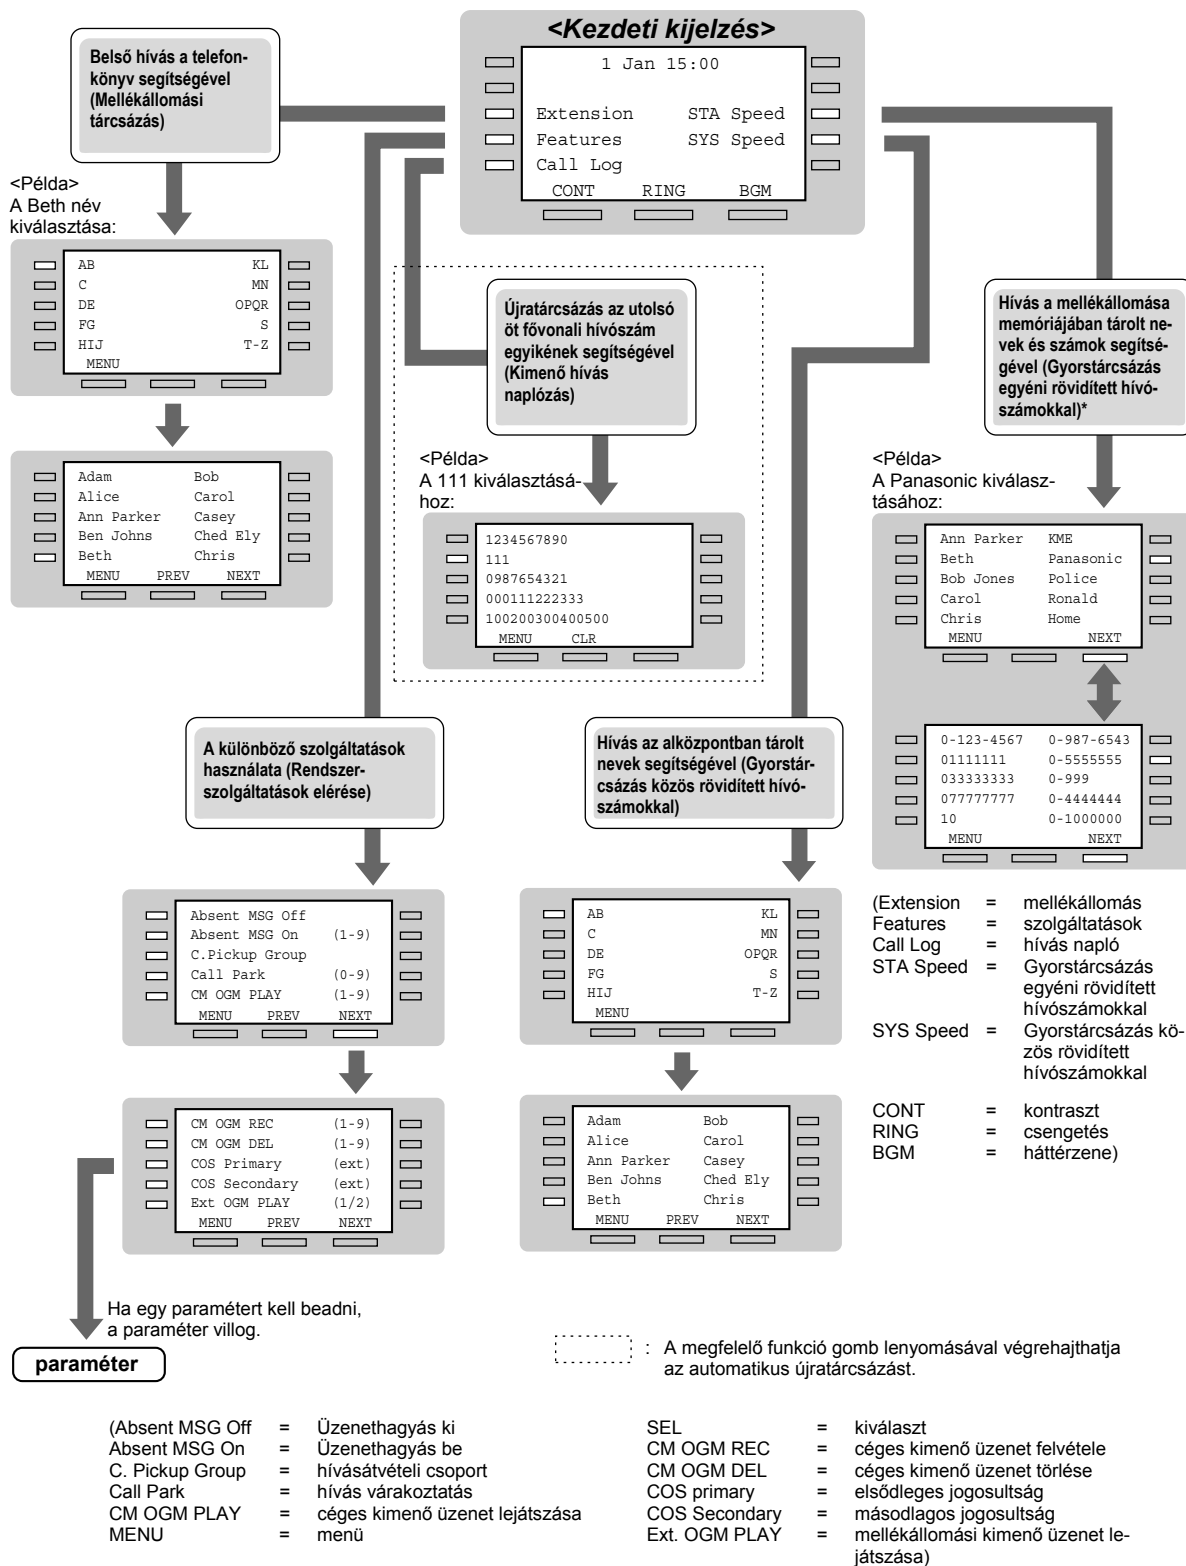 <Kezdeti kijelzés>
1 Jan 15:00
Extension STA Speed
Features SYS Speed
Call Log
CONT RING BGM
Belső hívás a telefon-
könyv segítségével
(Mellékállomási
tárcsázás)
<Példa>
A Beth név
kiválasztása:
AB KL
C MN
DE OPQR
FG S
HIJ T-Z
MENU
Adam Bob
Alice Carol
Ann Parker Casey
Ben Johns Ched Ely
Beth Chris
MENU PREV NEXT
Újratárcsázás az utolsó
öt fővonali hívószám
egyikének segítségével
(Kimenő hívás
naplózás)
<Példa>
A 111 kiválasztásá-
hoz:
1234567890
111
0987654321
000111222333
100200300400500
MENU CLR
Hívás a mellékállomása
memóriájában tárolt ne-
vek és számok segítsé-
gével (Gyorstárcsázás
egyéni rövidített hívó-
számokkal)*
<Példa>
A Panasonic kiválasz-
tásához:
Ann Parker KME
Beth Panasonic
Bob Jones Police
Carol Ronald
Chris Home
MENU NEXT
0-123-4567 0-987-6543
01111111 0-5555555
033333333 0-999
077777777 0-4444444
10 0-1000000
MENU NEXT
A különböző szolgáltatások
használata (Rendszer-
szolgáltatások elérése)
Absent MSG Off
Absent MSG On (1-9)
C.Pickup Group
Call Park (0-9)
CM OGM PLAY (1-9)
MENU PREV NEXT
CM OGM REC (1-9)
CM OGM DEL (1-9)
COS Primary (ext)
COS Secondary (ext)
Ext OGM PLAY (1/2)
MENU PREV NEXT
Ha egy paramétert kell beadni,
a paraméter villog.
paraméter
Hívás az alközpontban tárolt
nevek segítségével (Gyorstár-
csázás közös rövidített hívó-
számokkal)
AB KL
C MN
DE OPQR
FG S
HIJ T-Z
MENU
Adam Bob
Alice Carol
Ann Parker Casey
Ben Johns Ched Ely
Beth Chris
MENU PREV NEXT
(Extension = mellékállomás
Features = szolgáltatások
Call Log = hívás napló
STA Speed = Gyorstárcsázás
egyéni rövidített
hívószámokkal
SYS Speed = Gyorstárcsázás kö-
zös rövidített
hívószámokkal
CONT = kontraszt
RING = csengetés
BGM = háttérzene)
: A megfelelő funkció gomb lenyomásával végrehajthatja
az automatikus újratárcsázást.
(Absent MSG Off = Üzenethagyás ki
Absent MSG On = Üzenethagyás be
C. Pickup Group = hívásátvételi csoport
Call Park = hívás várakoztatás
CM OGM PLAY = céges kimenő üzenet lejátszása
MENU = menü
SEL = kiválaszt
CM OGM REC = céges kimenő üzenet felvétele
CM OGM DEL = céges kimenő üzenet törlése
COS primary = elsődleges jogosultság
COS Secondary = másodlagos jogosultság
Ext. OGM PLAY = mellékállomási kimenő üzenet le-
játszása)